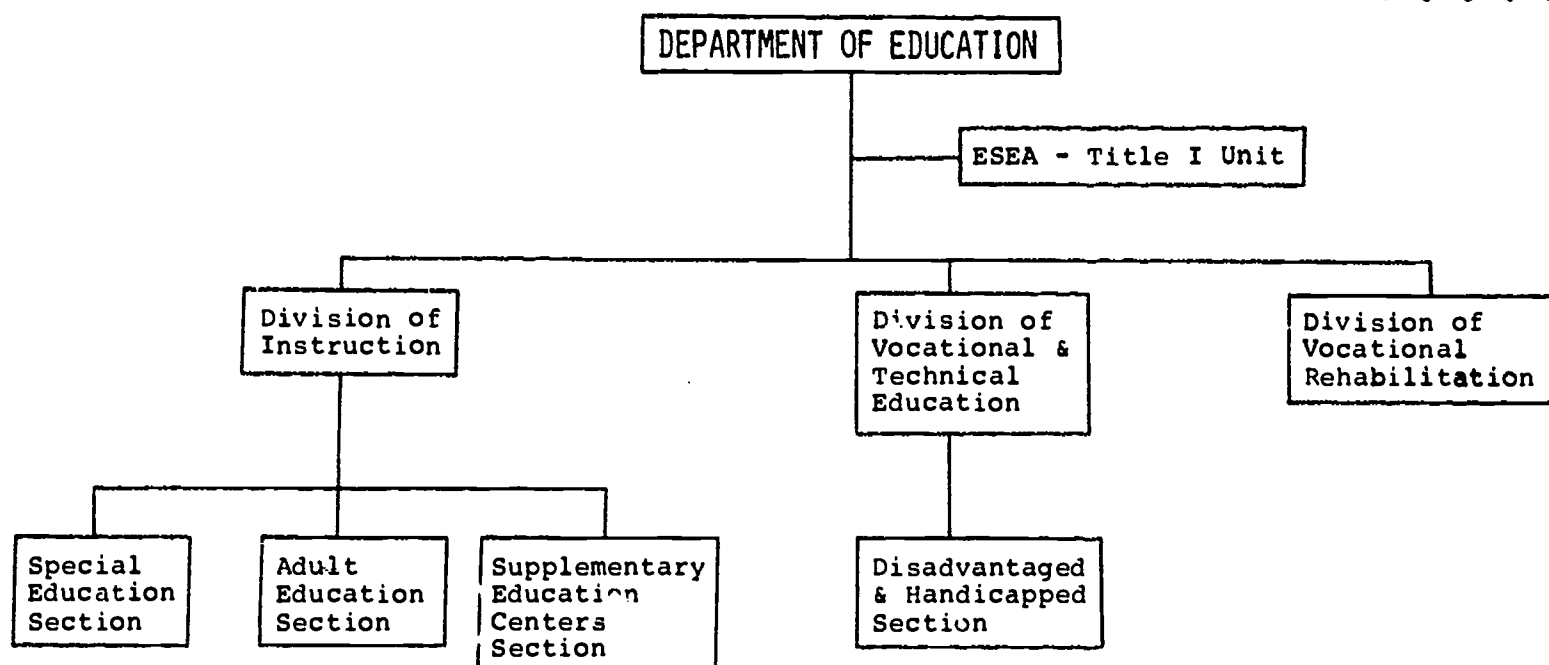 DEPARTMENT OF EDUCATION
ESEA - Title I Unit
Division of
Instruction
Division of
Vocational &
Technical
Education
Division of
Vocational
Rehabilitation
Special
Education
Section
Adult
Education
Section
Supplementary
Education
Centers
Section
Disadvantaged
& Handicapped
Section